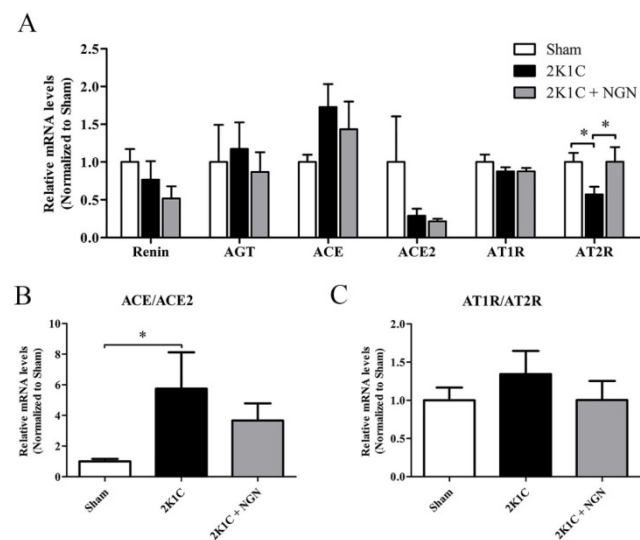 A
Sham
2K1C
2K1C + NGN
Relative mRNA levels
(Normalized to Sham)
2.5
2.0
1.5
1.0
0.5
0.0
* *
Renin AGT ACE ACE2 AT1R AT2R
B
ACE/ACE2
Relative mRNA levels
(Normalized to Sham)
10
8
6
4
2
0
*
Sham
2K1C
2K1C + NGN
C
AT1R/AT2R
Relative mRNA levels
(Normalized to Sham)
2.0
1.5
1.0
0.5
0.0
Sham
2K1C
2K1C + NGN